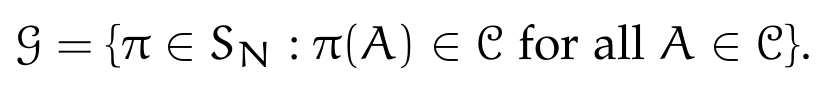 𝒢 = {π ∈ S_N : π(A) ∈ 𝒞 for all A ∈ 𝒞}.